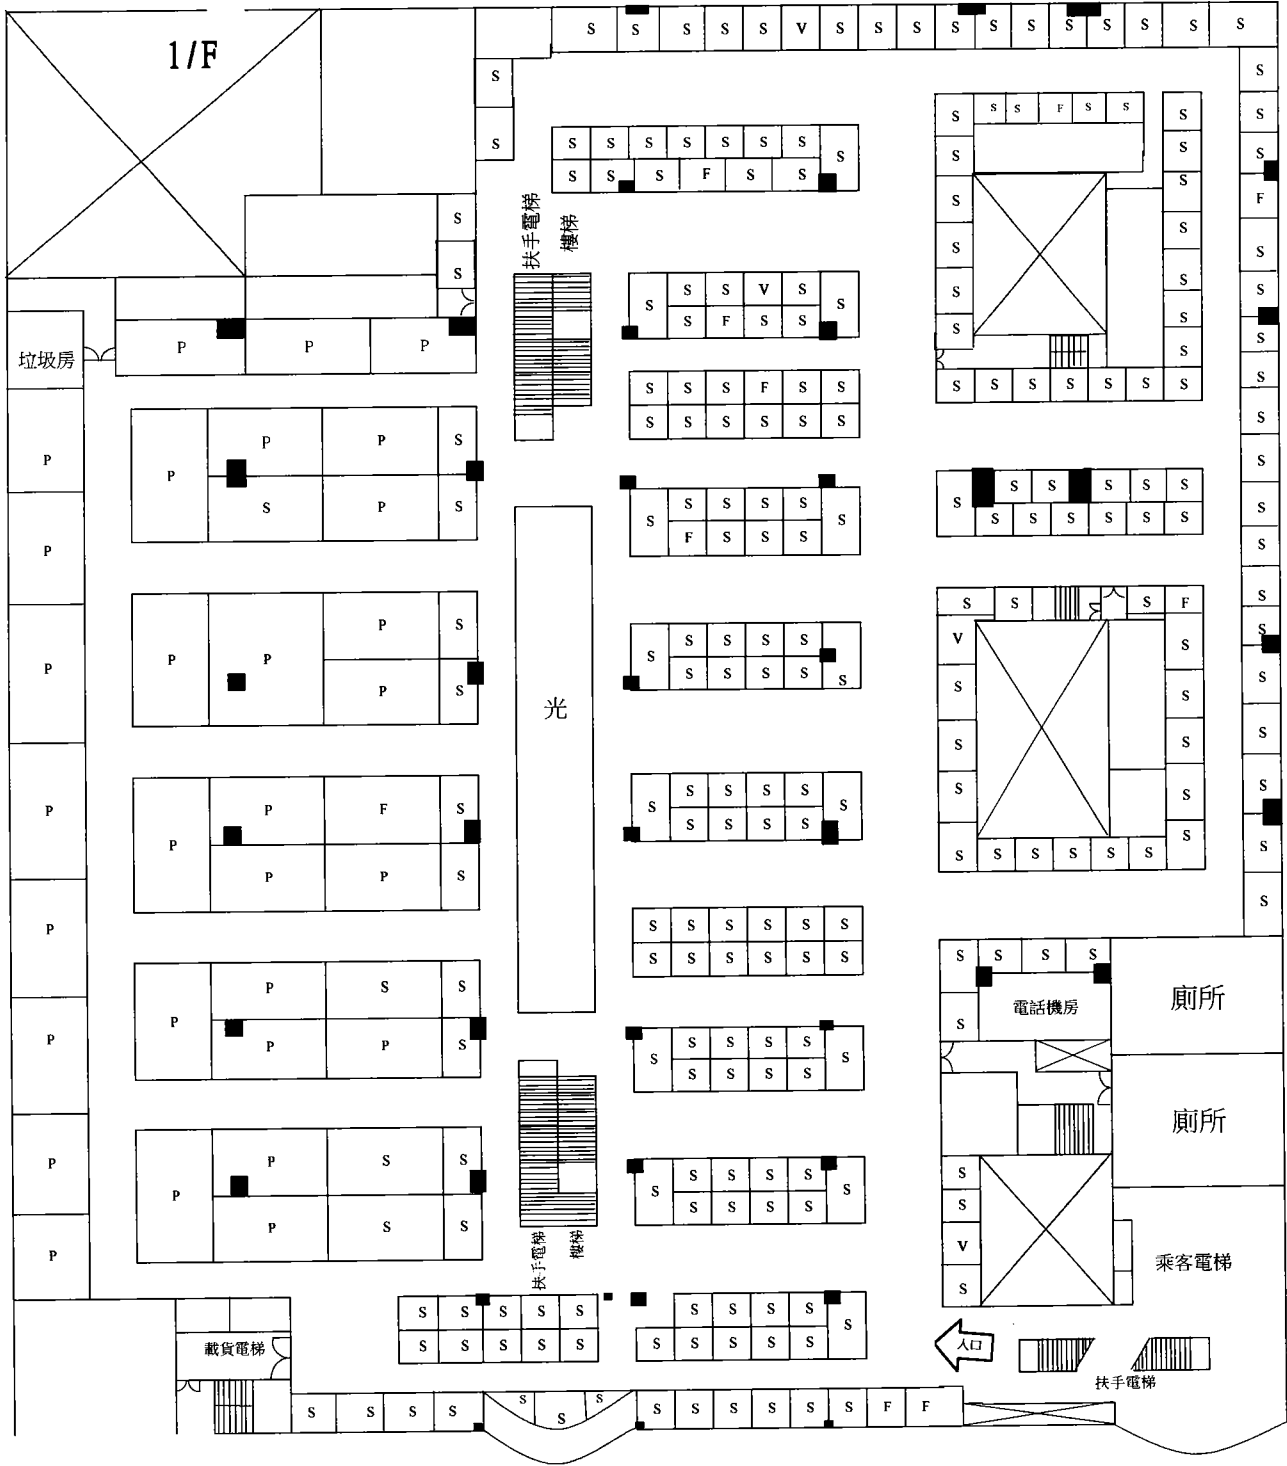 1/F
S S S S S V S S S S S S S S S S S
S S
S S F S S
S S S S S S S S
S S S S S S S S
S S S F S S
S S
扶手電梯
樓梯
S S S V S S
S F S S
垃圾房
P P P
S S S S S S S
S S S S S S
S S S F S S
S S S S S S
P P P S
P S P S
P P P P P P P P
S S S S S S
F S S S
S S S S S S
S S S S S S S
P P P S
P S
S S S S S S
S S S S
S S S F
V S S S S
S S S S S
S S S S S S
光
P P F S
P P S
S S S S S S
S S S S
S S S S S S
S S S S S S
P P S S
P P S
S S S S S
電話機房
廁所
廁所
S S S S S S
S S S S
P P S S
P S S
S S S S S S
S S S S
S S V S
乘客電梯
扶手電梯
樓梯
S S S S S
S S S S S
S S S S S
S S S S S
載貨電梯
入口
扶手電梯
S S S S S S S S S S S S S F F
S S S F S S S S S S S S S S S S S S